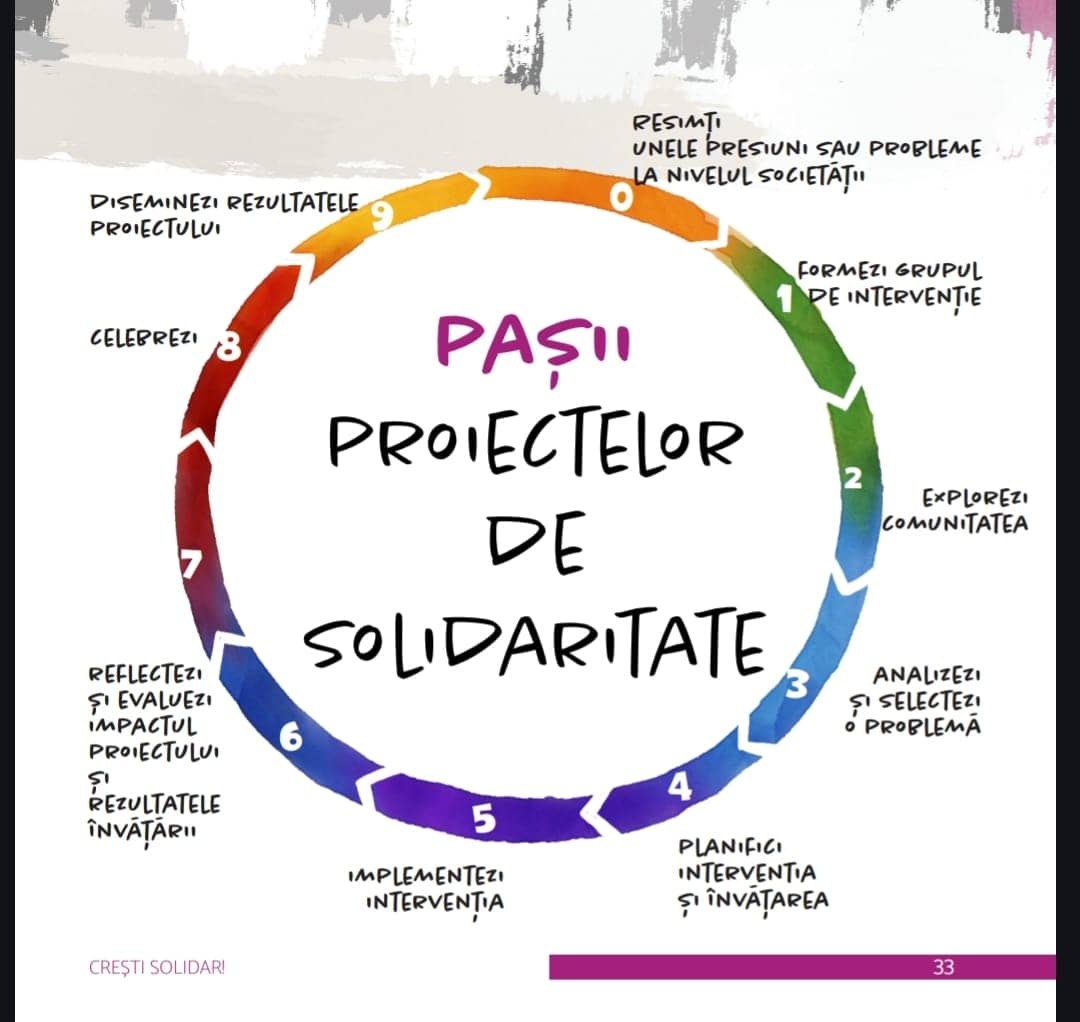 PAȘII
PROIECTELOR
DE
SOLIDARITATE
0
RESIMȚI
UNELE PRESIUNI SAU PROBLEME
LA NIVELUL SOCIETĂȚII
1
FORMEZI GRUPUL
DE INTERVENȚIE
2
EXPLOREZI
COMUNITATEA
3
ANALIZEZI
ȘI SELECTEZI
O PROBLEMĂ
4
PLANIFICI
INTERVENTIA
ȘI ÎNVĂȚAREA
5
IMPLEMENTEZI
INTERVENȚIA
6
REFLECTEZI
ȘI EVALUEZI
IMPACTUL
PROIECTULUI
ȘI
REZULTATELE
ÎNVĂȚĂRII
7
8
CELEBREZI
9
DISEMINEZI REZULTATELE
PROIECTULUI
CREȘTI SOLIDAR!
33